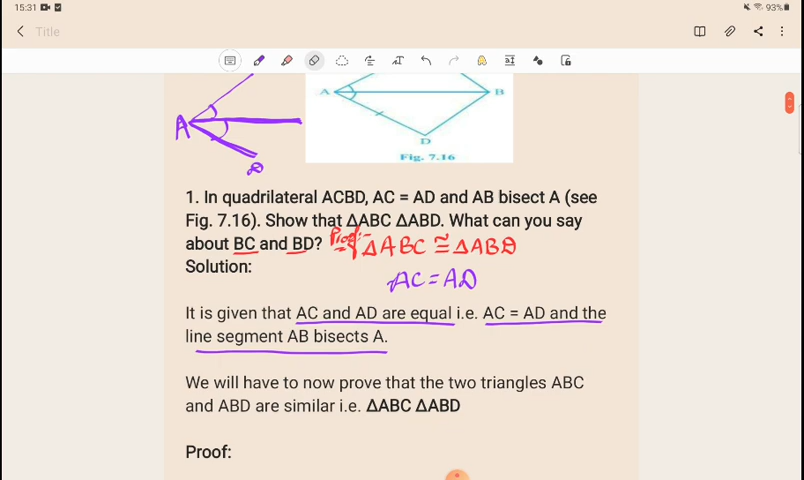 15:31
93%
Title
A
D
A
B
D
Fig. 7.16
1. In quadrilateral ACBD, AC = AD and AB bisect A (see
Fig. 7.16). Show that ΔABC ΔABD. What can you say
about BC and BD? Proof:- ΔABC ≅ ΔABD
Solution:
AC = AD
It is given that AC and AD are equal i.e. AC = AD and the
line segment AB bisects A.
We will have to now prove that the two triangles ABC
and ABD are similar i.e. ΔABC ΔABD
Proof: